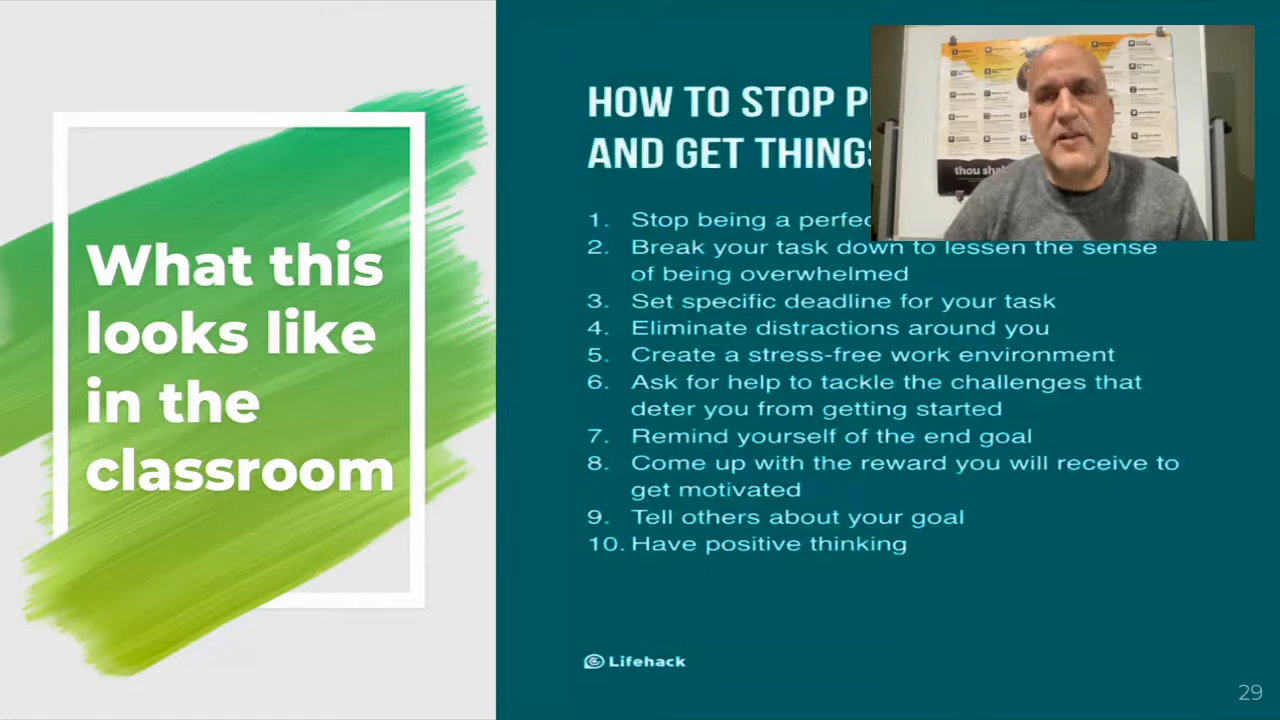 What this
looks like
in the
classroom
HOW TO STOP P
AND GET THINGS
1. Stop being a perfec
2. Break your task down to lessen the sense
of being overwhelmed
3. Set specific deadline for your task
4. Eliminate distractions around you
5. Create a stress-free work environment
6. Ask for help to tackle the challenges that
deter you from getting started
7. Remind yourself of the end goal
8. Come up with the reward you will receive to
get motivated
9. Tell others about your goal
10. Have positive thinking
Lifehack
29
thou shal